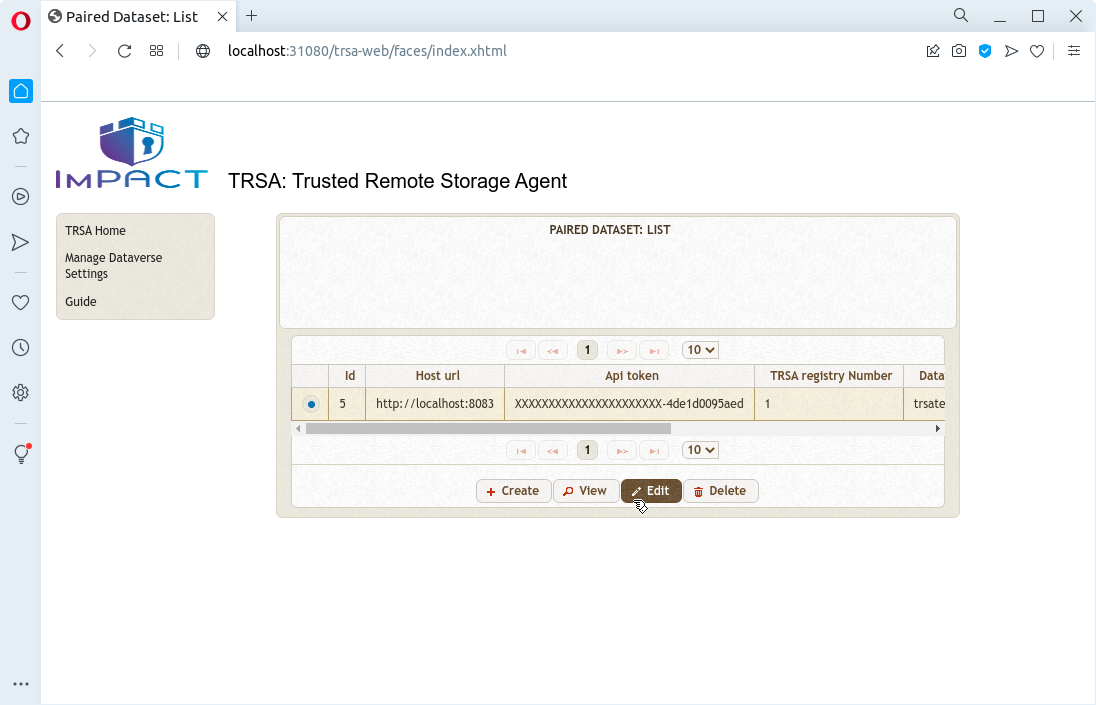 Paired Dataset: List
localhost:31080/trsa-web/faces/index.xhtml
IMPACT
TRSA: Trusted Remote Storage Agent
TRSA Home
Manage Dataverse
Settings
Guide
PAIRED DATASET: LIST
1 10
Id Host url Api token TRSA registry Number Data
5 http://localhost:8083 XXXXXXXXXXXXXXXXXXXXXX-4de1d0095aed 1 trsate
1 10
Create View Edit Delete